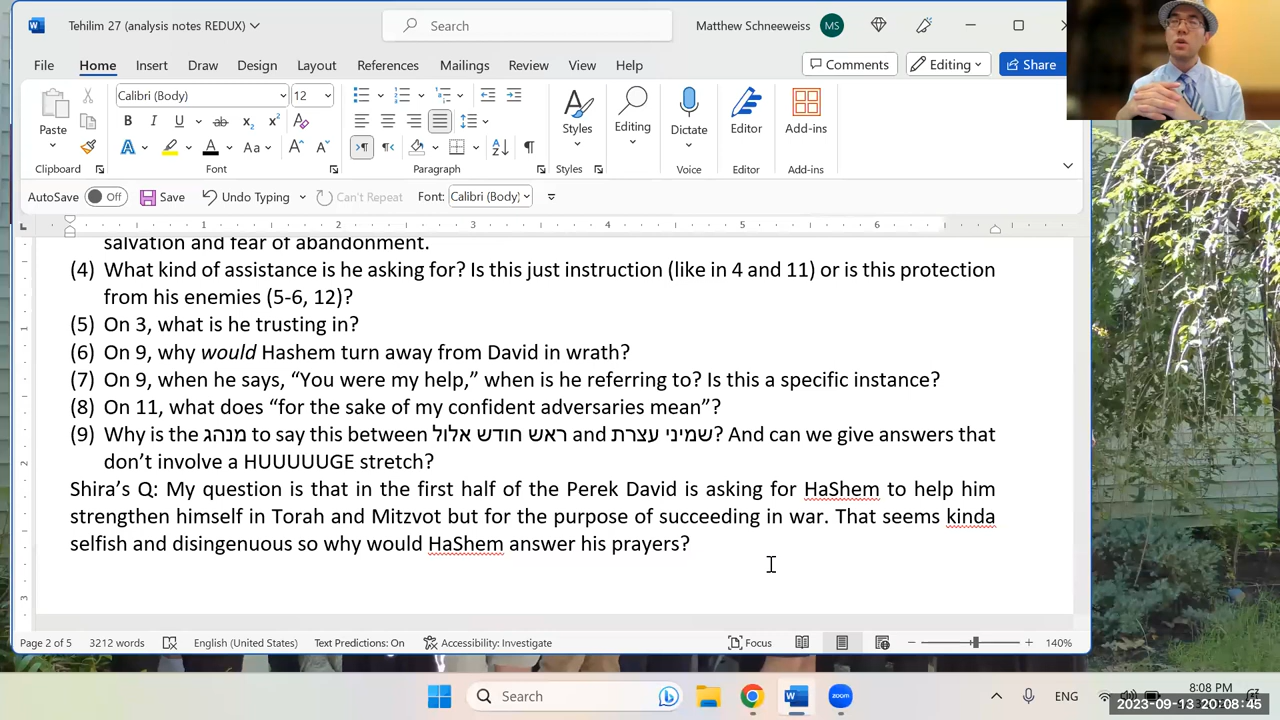 Tehilim 27 (analysis notes REDUX)
Search
Matthew Schneeweiss
MS
File Home Insert Draw Design Layout References Mailings Review View Help
Comments
Editing
Share
Calibri (Body)
12
Paste
Styles
Editing
Dictate
Editor
Add-ins
Clipboard
Font
Paragraph
Styles
Voice
Editor
Add-ins
AutoSave Off Save Undo Typing Can't Repeat Font: Calibri (Body)
1 2 3 4 5 6
salvation and fear of abandonment.
(4) What kind of assistance is he asking for? Is this just instruction (like in 4 and 11) or is this protection
from his enemies (5-6, 12)?
(5) On 3, what is he trusting in?
(6) On 9, why would Hashem turn away from David in wrath?
(7) On 9, when he says, “You were my help,” when is he referring to? Is this a specific instance?
(8) On 11, what does “for the sake of my confident adversaries mean”?
(9) Why is the מנהג to say this between ראש חודש אלול and שמיני עצרת? And can we give answers that
don’t involve a HUUUUUGE stretch?
Shira’s Q: My question is that in the first half of the Perek David is asking for HaShem to help him
strengthen himself in Torah and Mitzvot but for the purpose of succeeding in war. That seems kinda
selfish and disingenuous so why would HaShem answer his prayers?
Page 2 of 5 3212 words English (United States) Text Predictions: On Accessibility: Investigate Focus 140%
Search
zoom
ENG
8:08 PM
2023-09-13 20:08:45